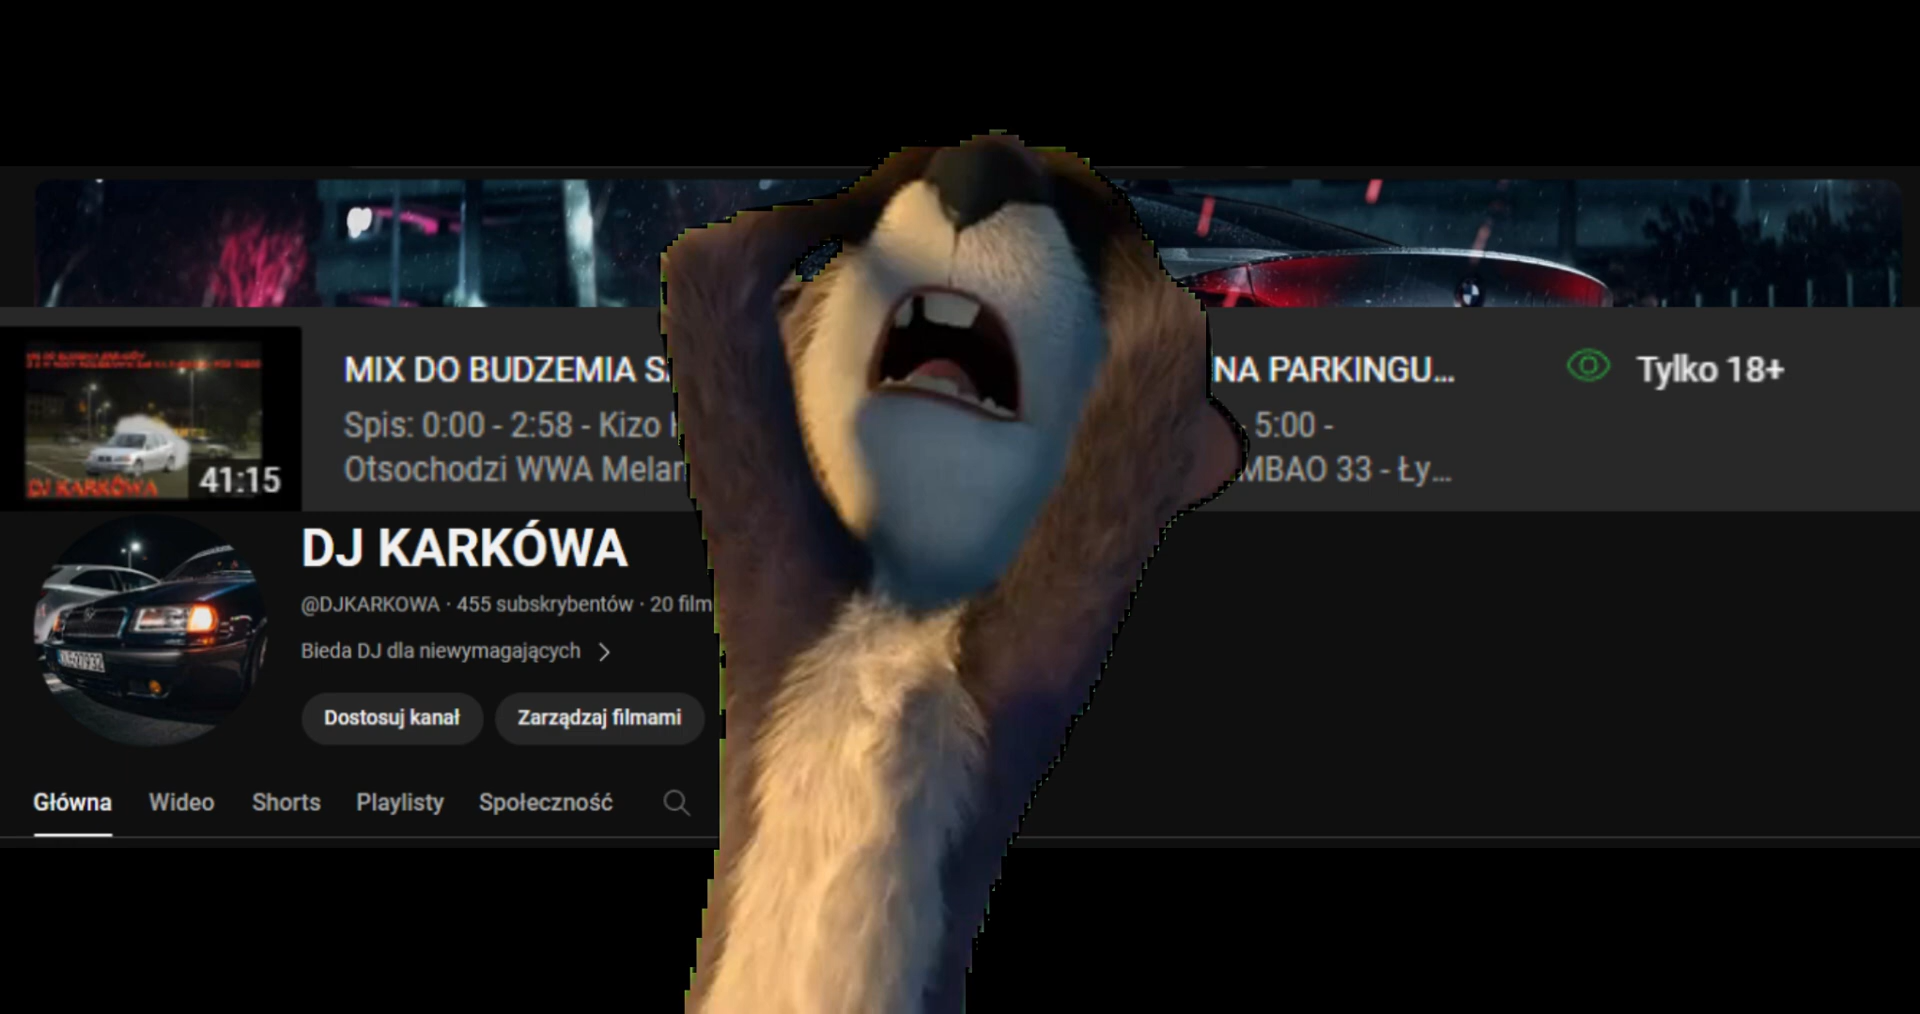 MIX DO BUDZEMIA NA PARKINGU...
Tylko 18+
Spis: 0:00 - 2:58 - Kizo 5:00 -
Otsochodzi WWA 33 - Ły...
41:15
DJ KARKÓWA
DJ KARKÓWA
@DJKARKOWA · 455 subskrybentów · 20 film
Bieda DJ dla niewymagających >
Dostosuj kanał
Zarządzaj filmami
Główna Wideo Shorts Playlisty Społeczność